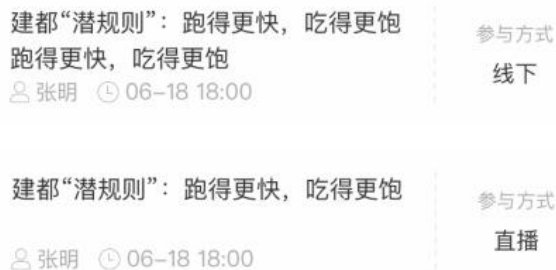 建都“潜规则”：跑得更快，吃得更饱
跑得更快，吃得更饱
张明 06-18 18:00
参与方式
线下
建都“潜规则”：跑得更快，吃得更饱
张明 06-18 18:00
参与方式
直播